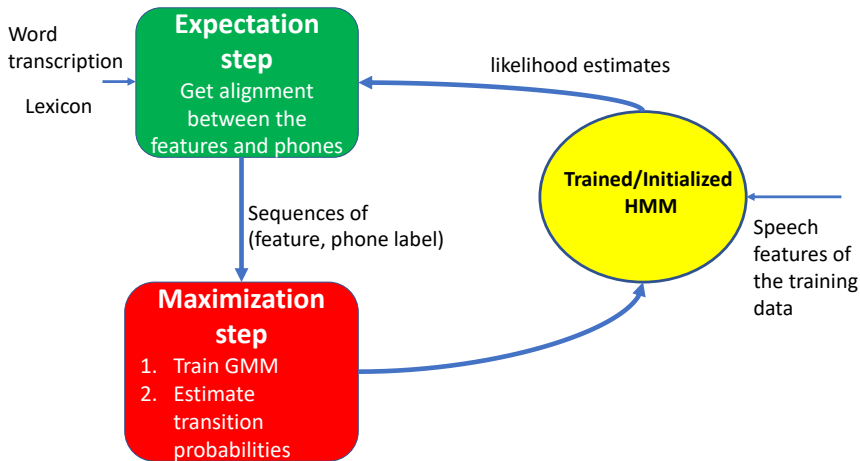 Expectation
step
Get alignment
between the
features and phones
Word
transcription
Lexicon
likelihood estimates
Trained/Initialized
HMM
Speech
features of
the training
data
Sequences of
(feature, phone label)
Maximization
step
1. Train GMM
2. Estimate
transition
probabilities